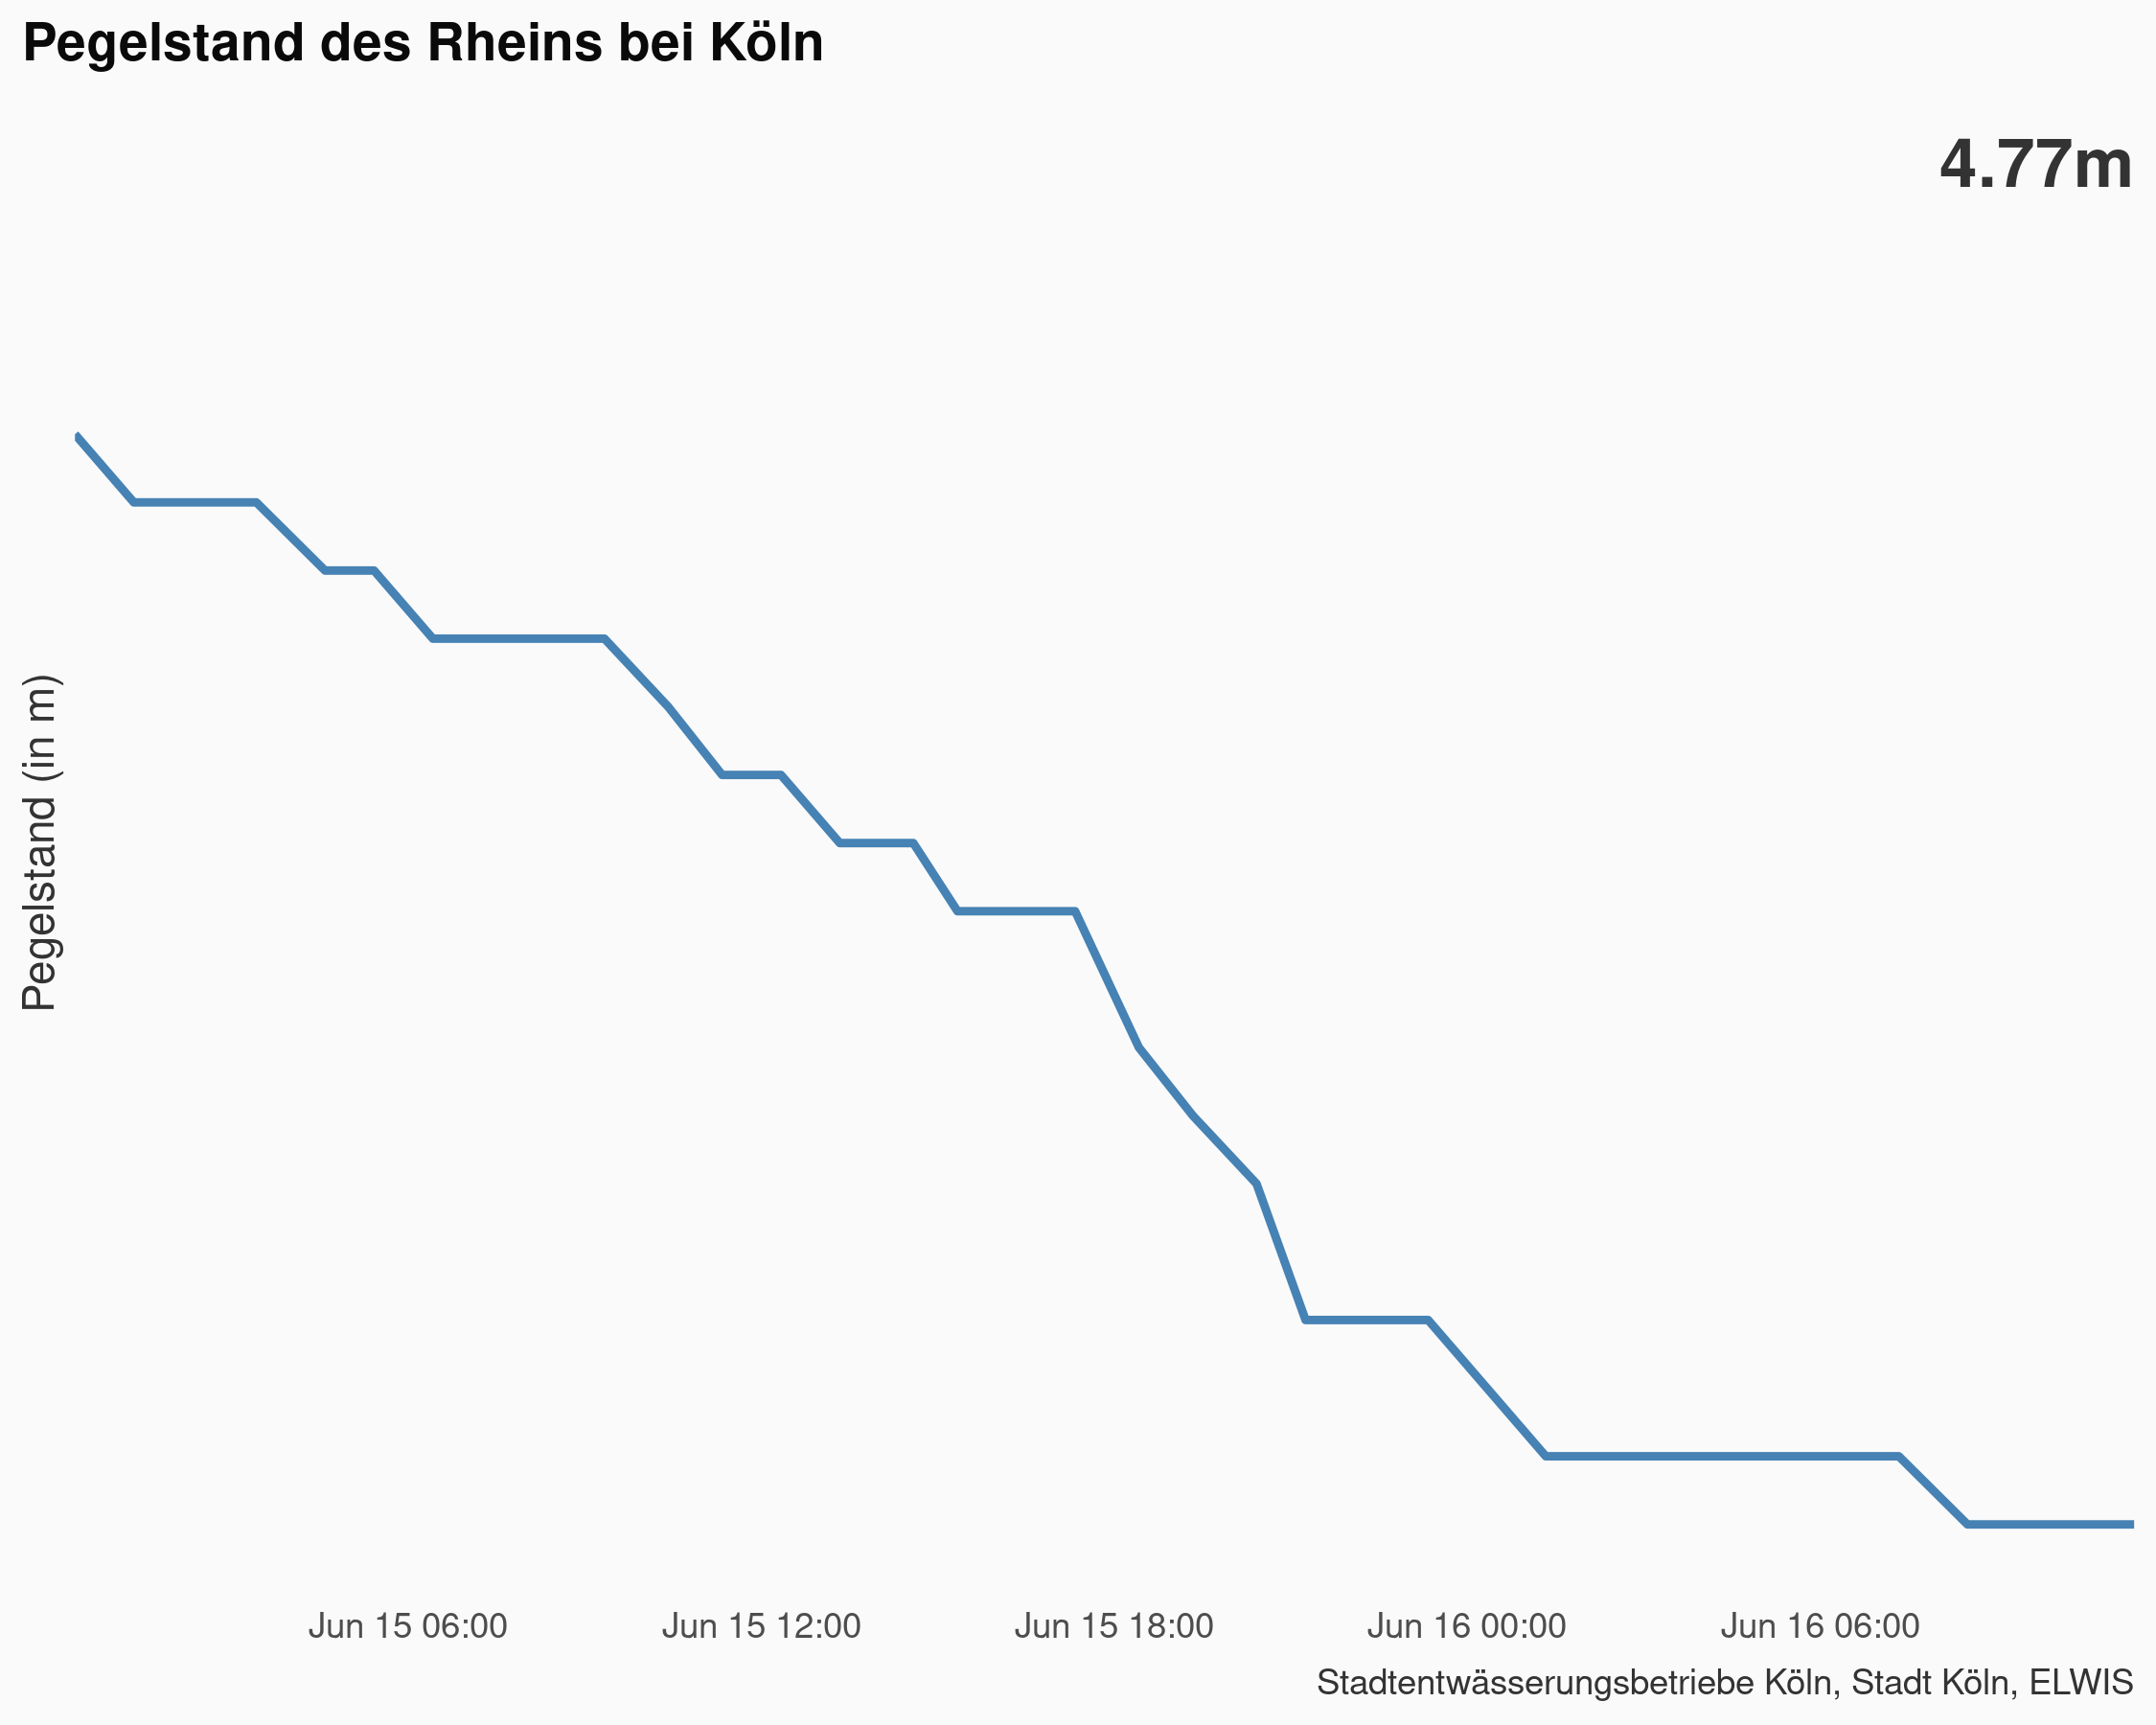 Pegelstand des Rheins bei Köln
4.77m
Pegelstand (in m)
Jun 15 06:00 Jun 15 12:00 Jun 15 18:00 Jun 16 00:00 Jun 16 06:00
Stadtentwässerungsbetriebe Köln, Stadt Köln, ELWIS